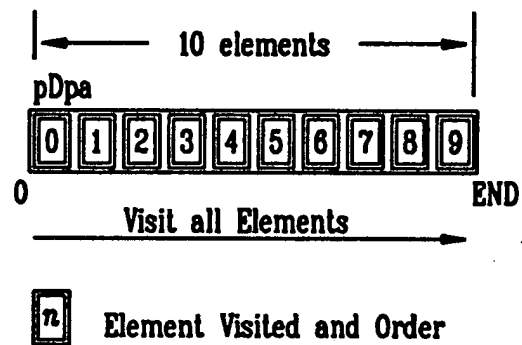 10 elements
pDpa
0 1 2 3 4 5 6 7 8 9
0 END
Visit all Elements
n Element Visited and Order